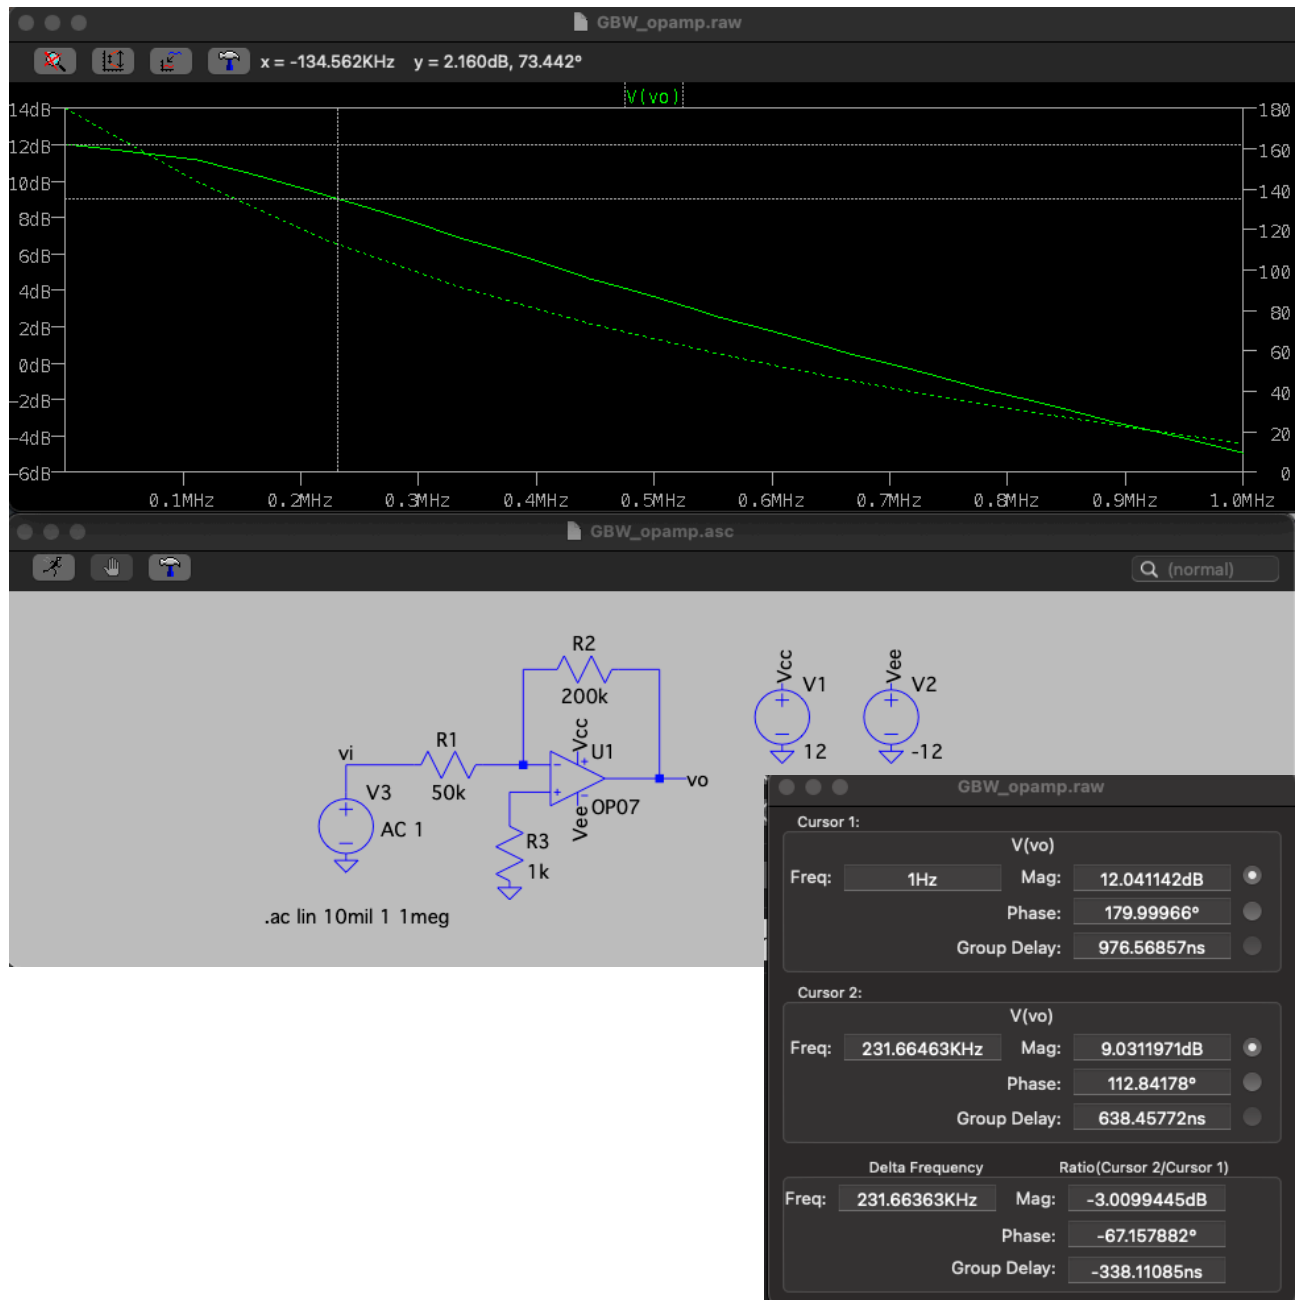 GBW_opamp.raw
x = -134.562KHz y = 2.160dB, 73.442°
V(vo)
14dB
12dB
10dB
8dB
6dB
4dB
2dB
0dB
-2dB
-4dB
-6dB
180
160
140
120
100
80
60
40
20
0
0.1MHz 0.2MHz 0.3MHz 0.4MHz 0.5MHz 0.6MHz 0.7MHz 0.8MHz 0.9MHz 1.0MHz
GBW_opamp.asc
(normal)
R2
200k
Vcc
V1
12
Vee
V2
-12
vi
R1
50k
Vcc
U1
vo
V3
AC 1
Vee
OP07
R3
1k
.ac lin 10mil 1 1meg
GBW_opamp.raw
Cursor 1:
V(vo)
Freq: 1Hz Mag: 12.041142dB
Phase: 179.99966°
Group Delay: 976.56857ns
Cursor 2:
V(vo)
Freq: 231.66463KHz Mag: 9.0311971dB
Phase: 112.84178°
Group Delay: 638.45772ns
Delta Frequency Ratio(Cursor 2/Cursor 1)
Freq: 231.66363KHz Mag: -3.0099445dB
Phase: -67.157882°
Group Delay: -338.11085ns